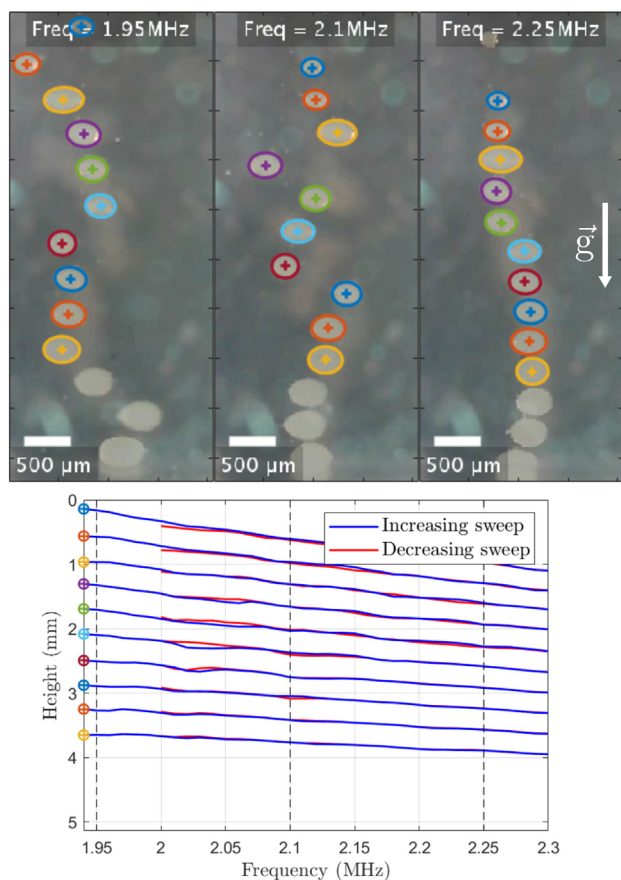 Freq = 1.95MHz
Freq = 2.1MHz
Freq = 2.25MHz
g
500 µm
500 µm
500 µm
0
1
2
3
4
5
Height (mm)
Increasing sweep
Decreasing sweep
1.95
2
2.05
2.1
2.15
2.2
2.25
2.3
Frequency (MHz)